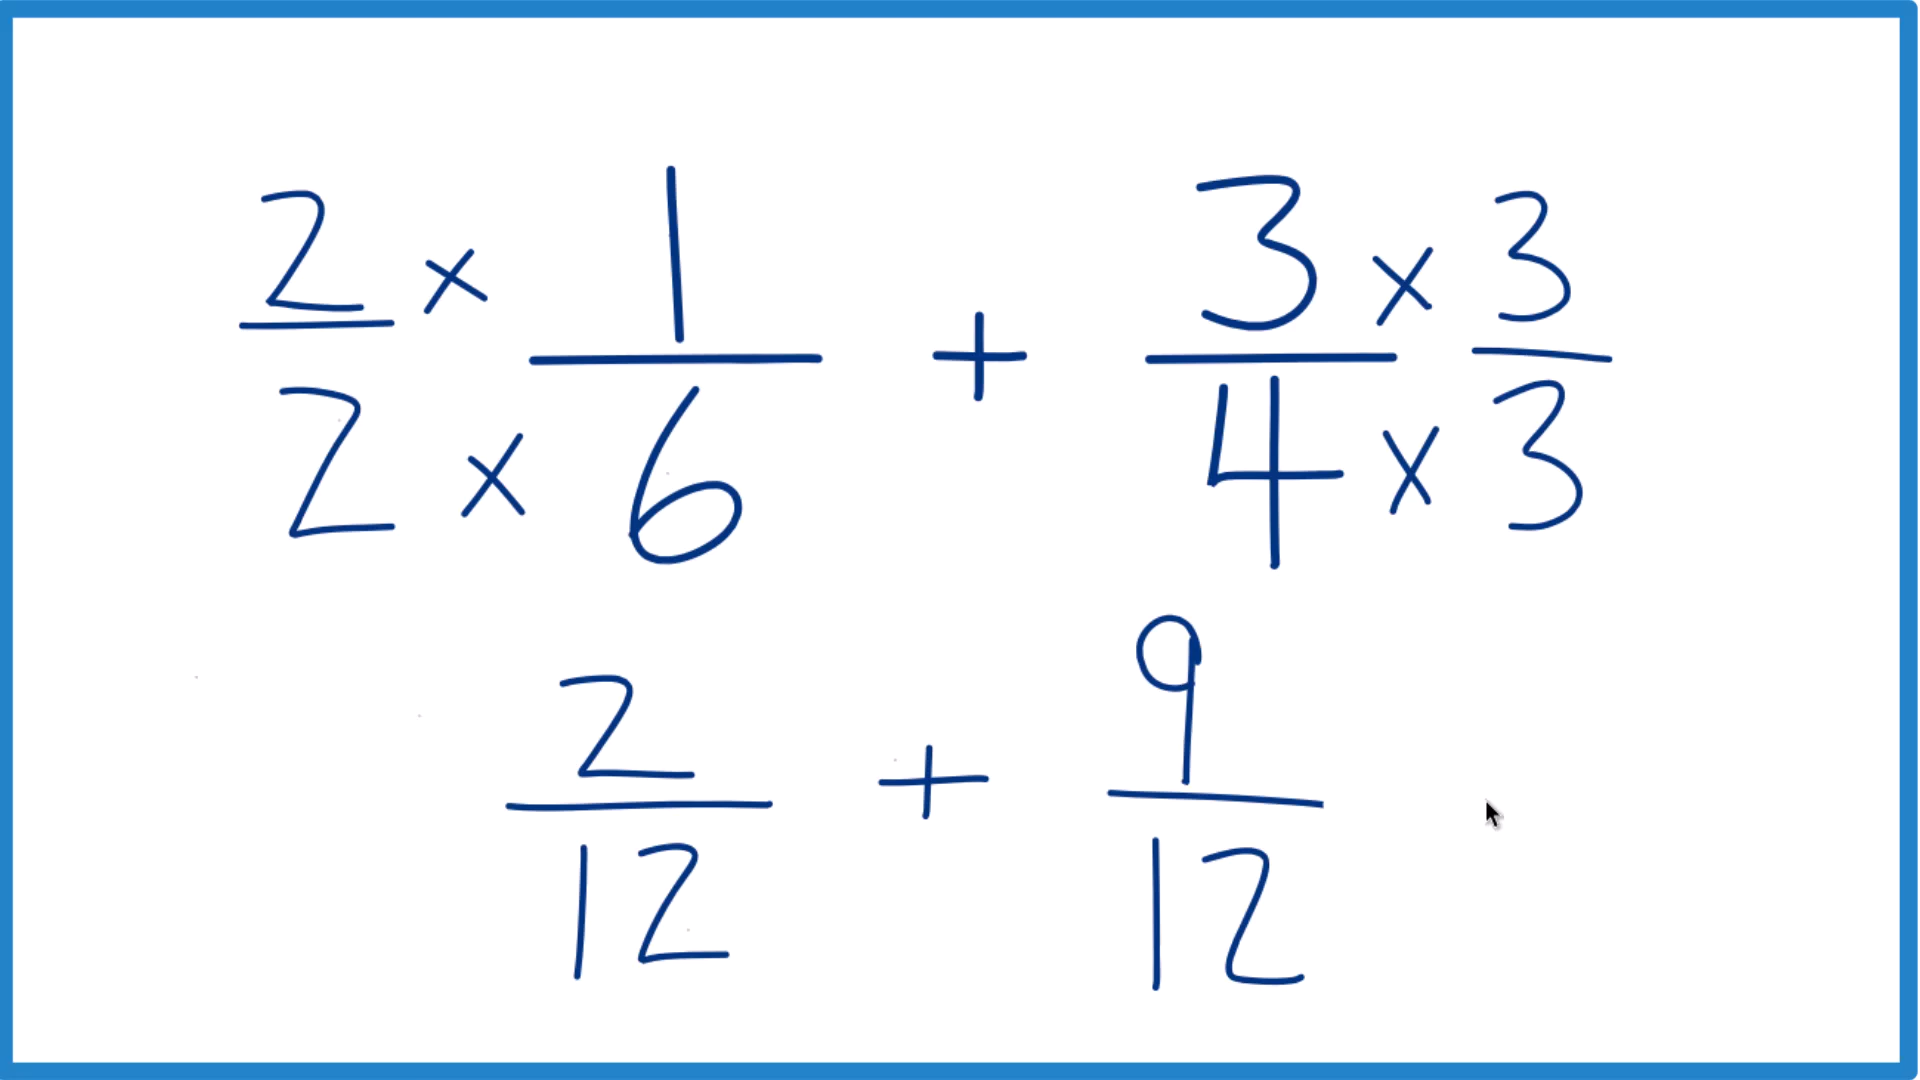 2/2 × 1/6 + 3/4 × 3/3
2/12 + 9/12